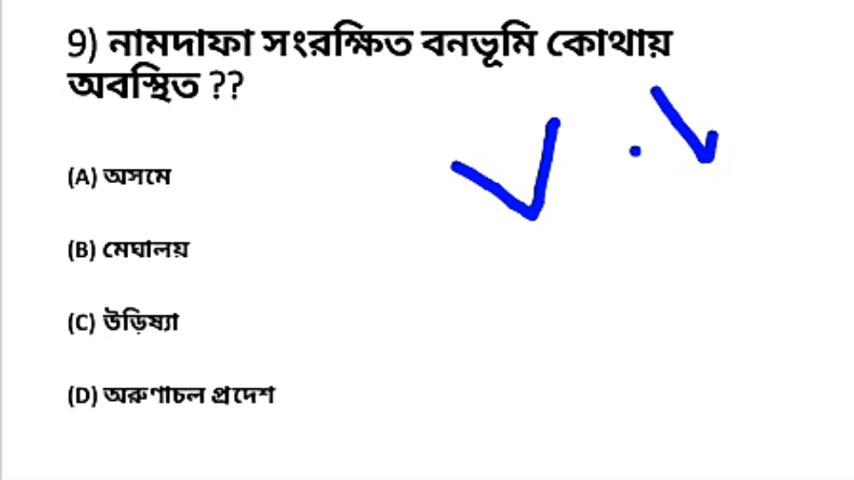 9) নামদাফা সংরক্ষিত বনভূমি কোথায়
অবস্থিত ??
(A) অসমে
(B) মেঘালয়
(C) উড়িষ্যা
(D) অরুণাচল প্রদেশ